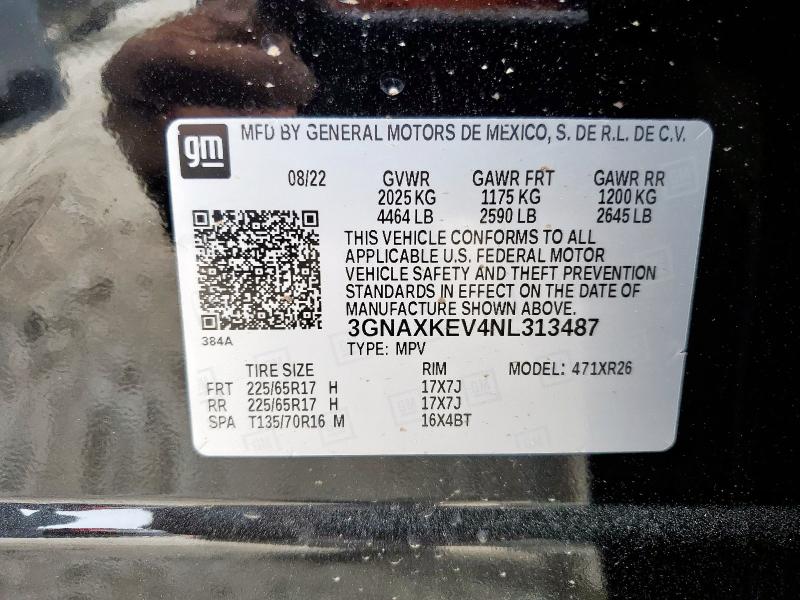 gm MFD BY GENERAL MOTORS DE MEXICO, S. DE R.L. DE C.V.
08/22 GVWR GAWR FRT GAWR RR
2025 KG 1175 KG 1200 KG
4464 LB 2590 LB 2645 LB
THIS VEHICLE CONFORMS TO ALL
APPLICABLE U.S. FEDERAL MOTOR
VEHICLE SAFETY AND THEFT PREVENTION
STANDARDS IN EFFECT ON THE DATE OF
MANUFACTURE SHOWN ABOVE.
3GNAXKEV4NL313487
384A TYPE: MPV
TIRE SIZE RIM MODEL: 471XR26
FRT 225/65R17 H 17X7J
RR 225/65R17 H 17X7J
SPA T135/70R16 M 16X4BT